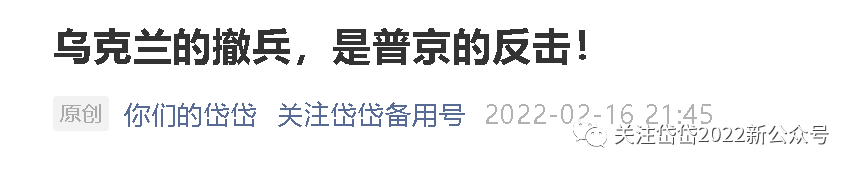 乌克兰的撤兵，是普京的反击！
原创 你们的岱岱 关注岱岱备用号 2022-02-16 21:45
关注岱岱2022新公众号